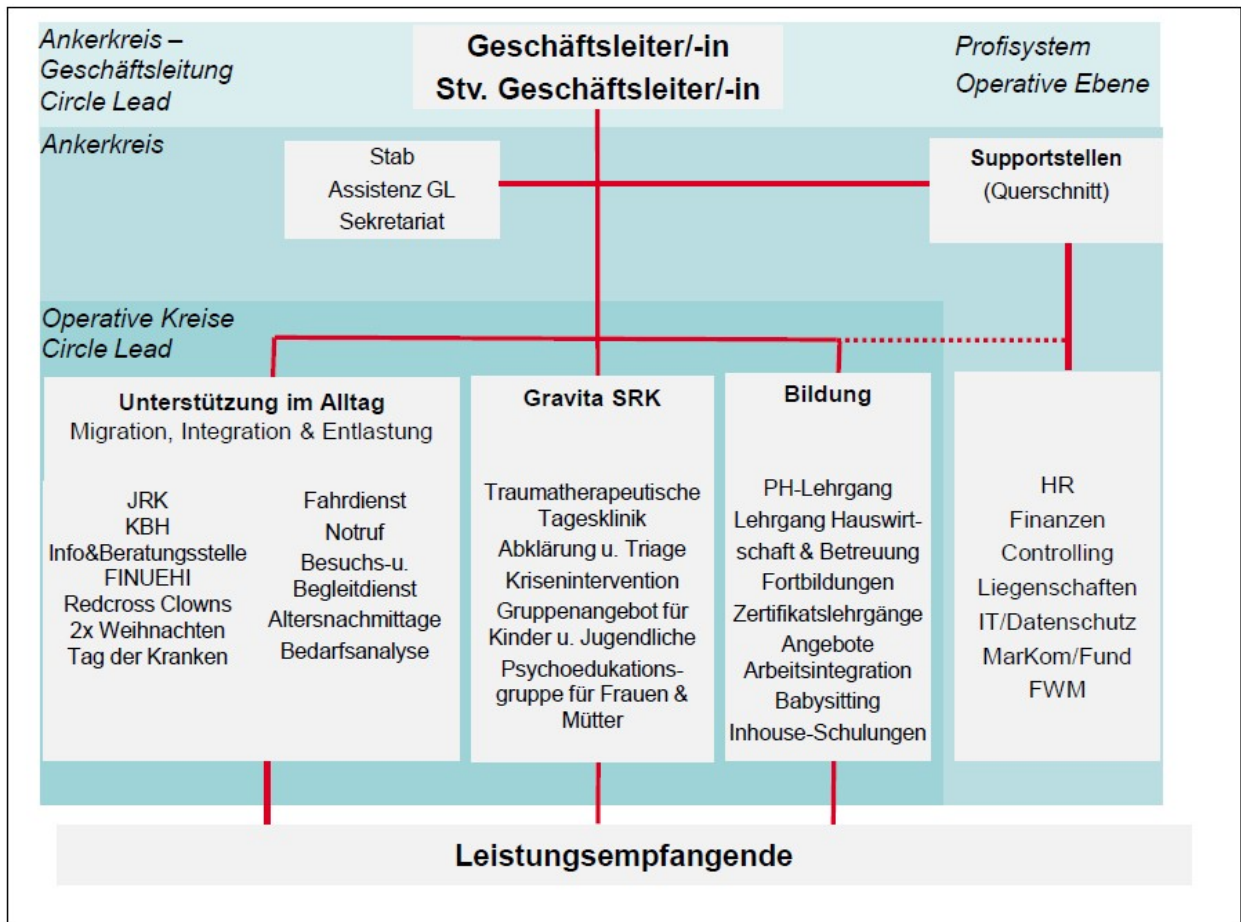 Ankerkreis –
Geschäftsleitung
Circle Lead
Geschäftsleiter/-in
Stv. Geschäftsleiter/-in
Profisystem
Operative Ebene
Ankerkreis
Stab
Assistenz GL
Sekretariat
Supportstellen
(Querschnitt)
Operative Kreise
Circle Lead
Unterstützung im Alltag
Migration, Integration & Entlastung
JRK
KBH
Info&Beratungsstelle
FINUEHI
Redcross Clowns
2x Weihnachten
Tag der Kranken
Fahrdienst
Notruf
Besuchs-u.
Begleitdienst
Altersnachmittage
Bedarfsanalyse
Gravita SRK
Traumatherapeutische
Tagesklinik
Abklärung u. Triage
Krisenintervention
Gruppenangebot für
Kinder u. Jugendliche
Psychoedukations-
gruppe für Frauen &
Mütter
Bildung
PH-Lehrgang
Lehrgang Hauswirt-
schaft & Betreuung
Fortbildungen
Zertifikatslehrgänge
Angebote
Arbeitsintegration
Babysitting
Inhouse-Schulungen
HR
Finanzen
Controlling
Liegenschaften
IT/Datenschutz
MarKom/Fund
FWM
Leistungsempfangende